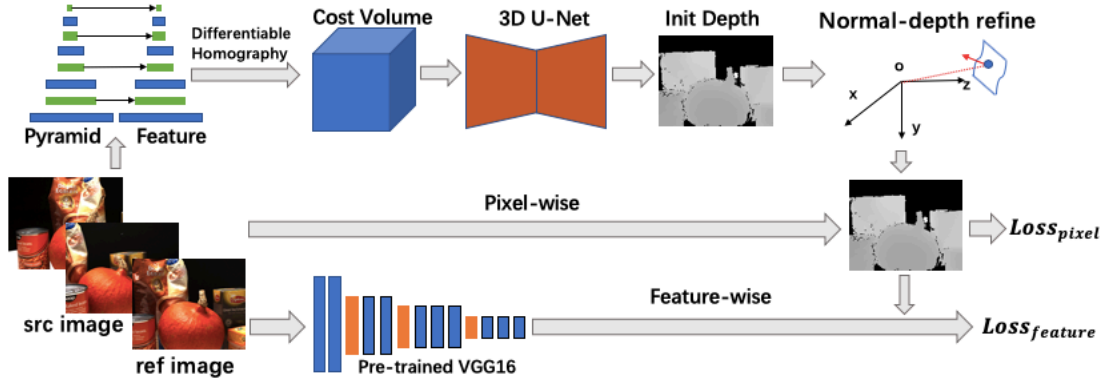 Differentiable
Homography
Cost Volume
3D U-Net
Init Depth
Normal-depth refine
o
x
z
y
Pyramid
Feature
Pixel-wise
Loss_pixel
src image
ref image
Pre-trained VGG16
Feature-wise
Loss_feature